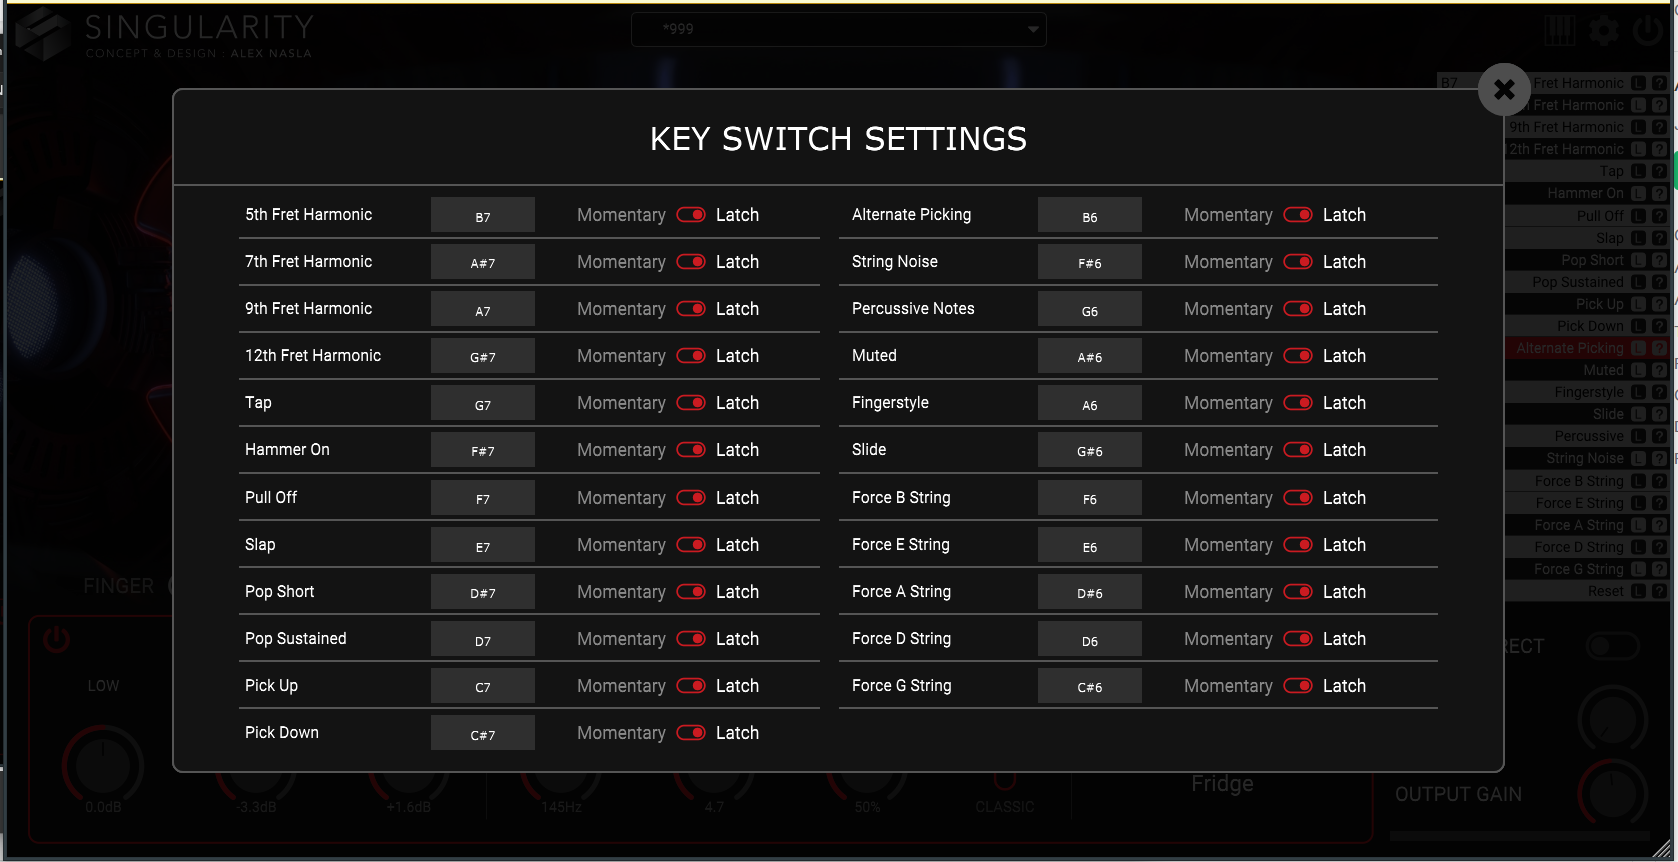 SINGULARITY
CONCEPT & DESIGN : ALEX NASLA
*999
B7
Fret Harmonic L ?
Fret Harmonic L ?
9th Fret Harmonic L ?
12th Fret Harmonic L ?
Tap L ?
Hammer On L ?
Pull Off L ?
Slap L ?
Pop Short L ?
Pop Sustained L ?
Pick Up L ?
Pick Down L ?
Alternate Picking L ?
Muted L ?
Fingerstyle L ?
Slide L ?
Percussive L ?
String Noise L ?
Force B String L ?
Force E String L ?
Force A String L ?
Force D String L ?
Force G String L ?
Reset L ?
KEY SWITCH SETTINGS
5th Fret Harmonic B7 Momentary Latch
7th Fret Harmonic A#7 Momentary Latch
9th Fret Harmonic A7 Momentary Latch
12th Fret Harmonic G#7 Momentary Latch
Tap G7 Momentary Latch
Hammer On F#7 Momentary Latch
Pull Off F7 Momentary Latch
Slap E7 Momentary Latch
Pop Short D#7 Momentary Latch
Pop Sustained D7 Momentary Latch
Pick Up C7 Momentary Latch
Pick Down C#7 Momentary Latch
Alternate Picking B6 Momentary Latch
String Noise F#6 Momentary Latch
Percussive Notes G6 Momentary Latch
Muted A#6 Momentary Latch
Fingerstyle A6 Momentary Latch
Slide G#6 Momentary Latch
Force B String F6 Momentary Latch
Force E String E6 Momentary Latch
Force A String D#6 Momentary Latch
Force D String D6 Momentary Latch
Force G String C#6 Momentary Latch
FINGER
LOW
0.0dB
-3.3dB
+1.6dB
145Hz
4.7
50%
CLASSIC
Fridge
RECT
OUTPUT GAIN